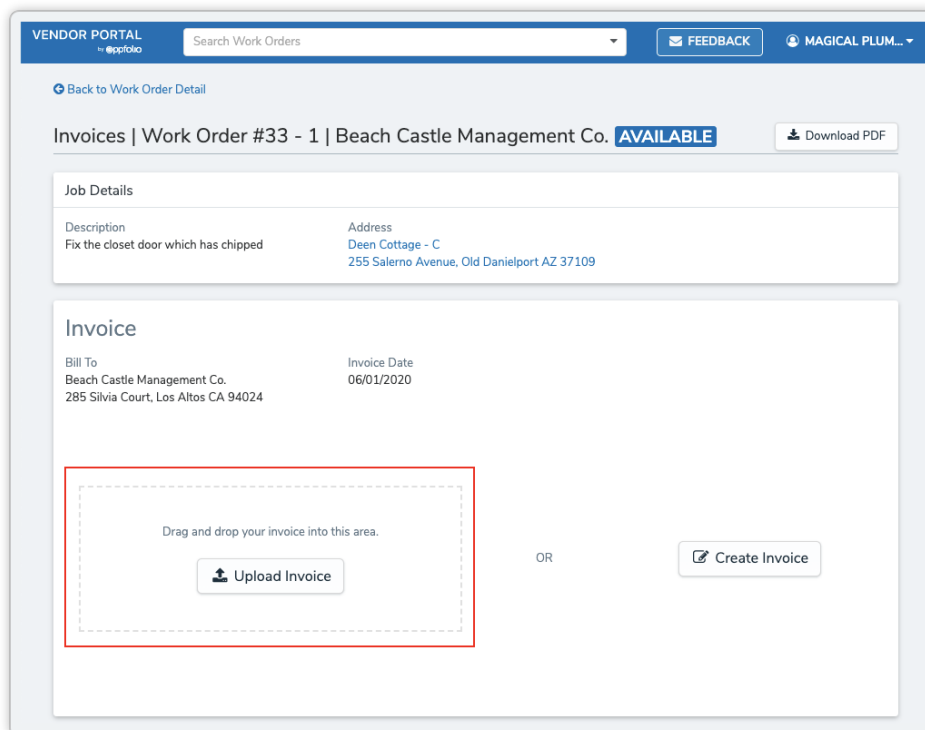 VENDOR PORTAL
by appfolio
Search Work Orders
FEEDBACK
MAGICAL PLUM...
Back to Work Order Detail
Invoices | Work Order #33 - 1 | Beach Castle Management Co. AVAILABLE
Download PDF
Job Details
Description
Fix the closet door which has chipped
Address
Deen Cottage - C
255 Salerno Avenue, Old Danielport AZ 37109
Invoice
Bill To
Beach Castle Management Co.
285 Silvia Court, Los Altos CA 94024
Invoice Date
06/01/2020
Drag and drop your invoice into this area.
Upload Invoice
OR
Create Invoice